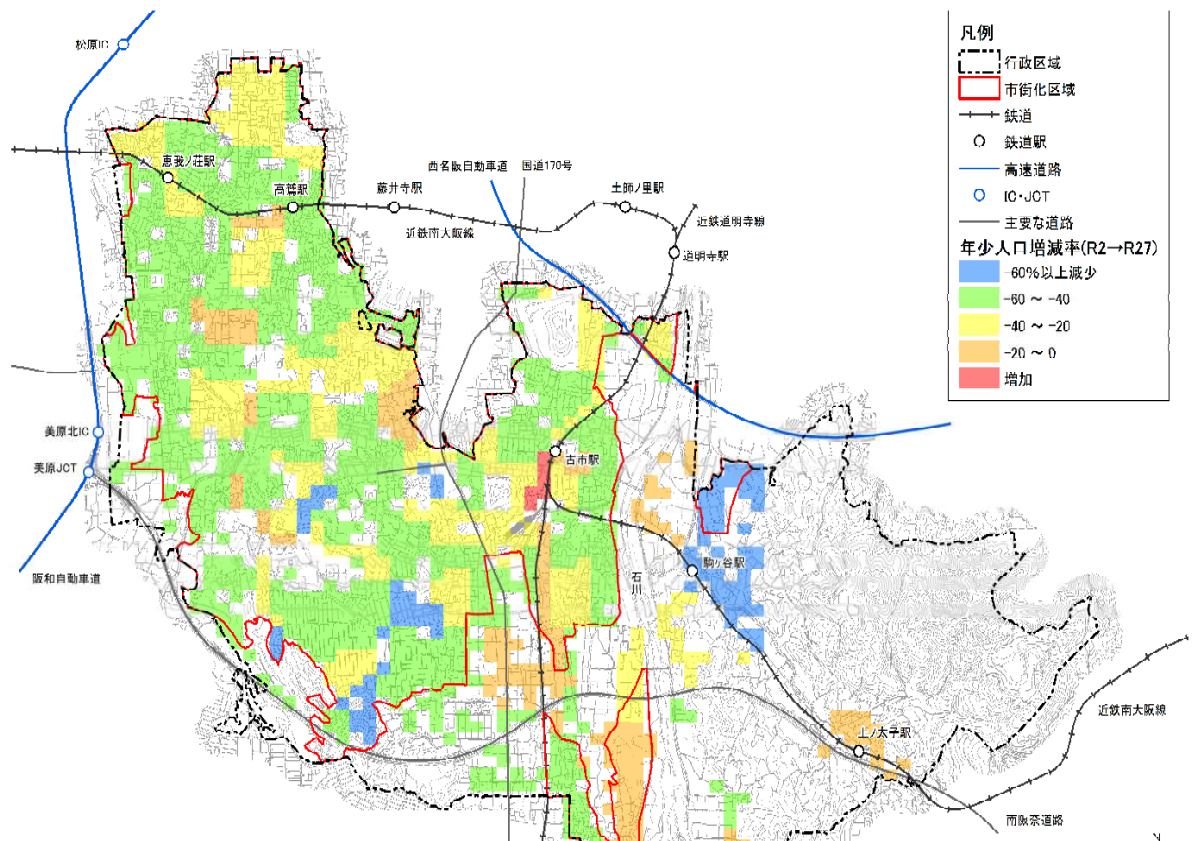 松原IC
恵我ノ荘駅
高鷲駅
藤井寺駅
西名阪自動車道
国道170号
土師ノ里駅
近鉄道明寺線
近鉄南大阪線
道明寺駅
美原北IC
美原JCT
古市駅
阪和自動車道
石川
駒ヶ谷駅
上ノ太子駅
近鉄南大阪線
南阪奈道路
凡例
行政区域
市街化区域
鉄道
鉄道駅
高速道路
IC・JCT
主要な道路
年少人口増減率(R2→R27)
-60%以上減少
-60 ～ -40
-40 ～ -20
-20 ～ 0
増加